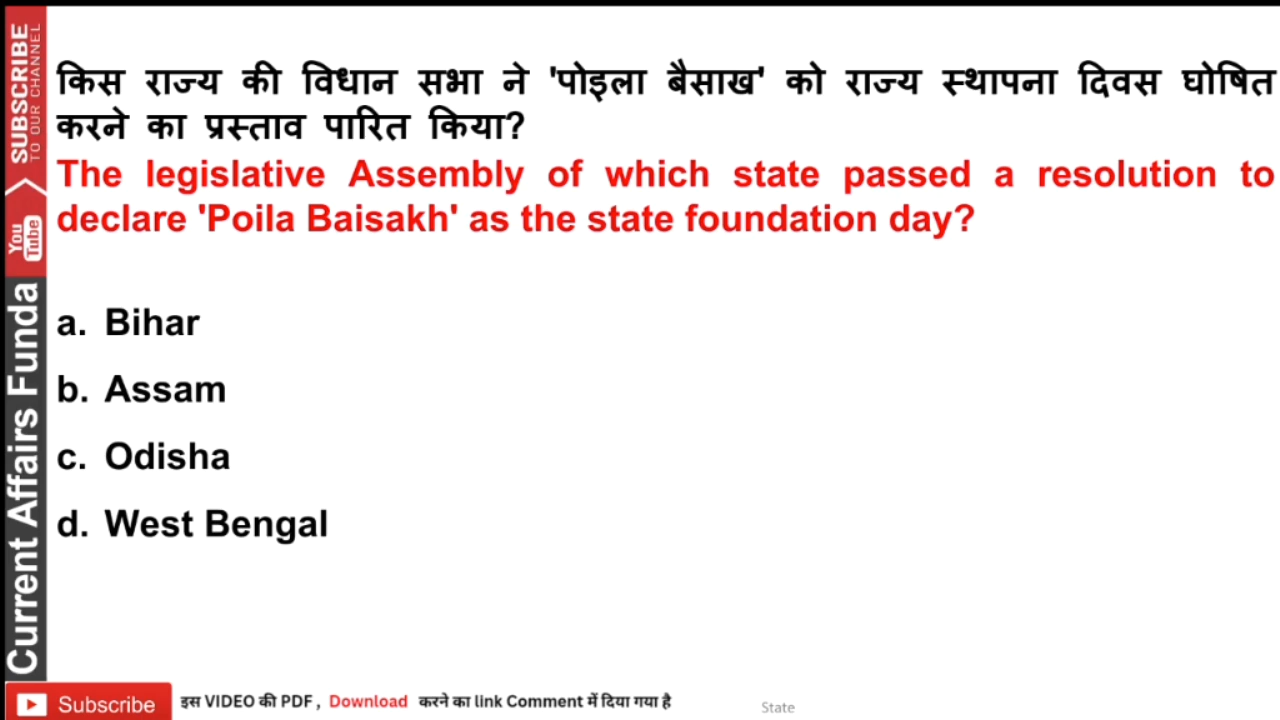 किस राज्य की विधान सभा ने 'पोइला बैसाख' को राज्य स्थापना दिवस घोषित
करने का प्रस्ताव पारित किया?
The legislative Assembly of which state passed a resolution to
declare 'Poila Baisakh' as the state foundation day?
a. Bihar
b. Assam
c. Odisha
d. West Bengal
SUBSCRIBE
TO OUR CHANNEL
You
Tube
Current Affairs Funda
Subscribe
इस VIDEO की PDF, Download करने का link Comment में दिया गया है
State